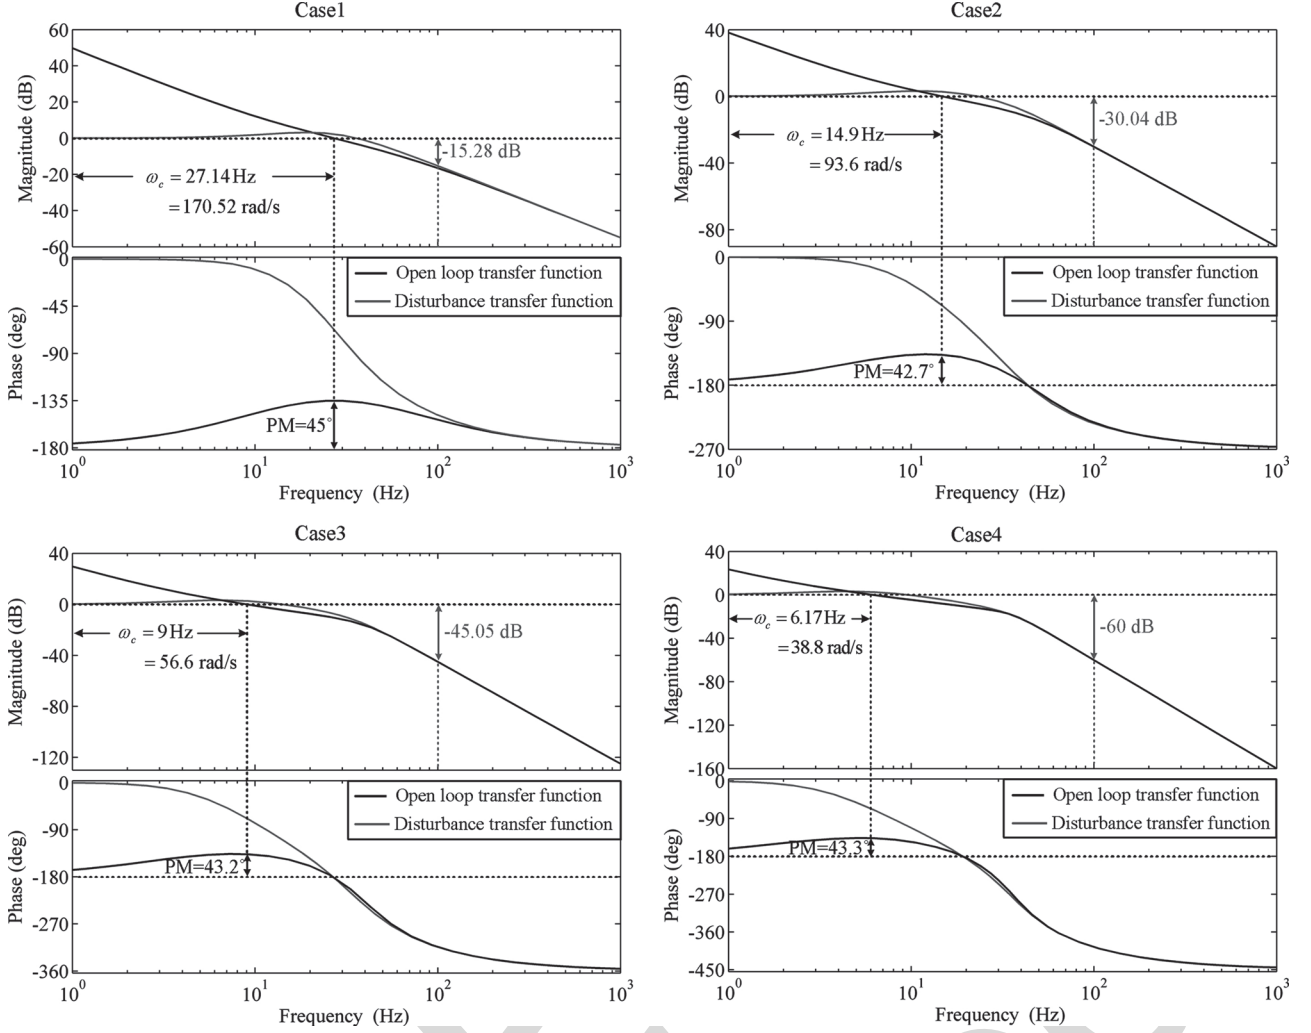 Case1
60
40
20
0
-20
-40
-60
Magnitude (dB)
-15.28 dB
ω_c = 27.14Hz
=170.52 rad/s
0
-45
-90
-135
-180
Phase (deg)
Open loop transfer function
Disturbance transfer function
PM=45°
10^0 10^1 10^2 10^3
Frequency (Hz)
Case2
40
0
-40
-80
Magnitude (dB)
-30.04 dB
ω_c = 14.9Hz
= 93.6 rad/s
0
-90
-180
-270
Phase (deg)
Open loop transfer function
Disturbance transfer function
PM=42.7°
10^0 10^1 10^2 10^3
Frequency (Hz)
Case3
40
0
-40
-80
-120
Magnitude (dB)
-45.05 dB
ω_c = 9Hz
= 56.6 rad/s
0
-90
-180
-270
-360
Phase (deg)
Open loop transfer function
Disturbance transfer function
PM=43.2°
10^0 10^1 10^2 10^3
Frequency (Hz)
Case4
40
0
-40
-80
-120
-160
Magnitude (dB)
-60 dB
ω_c = 6.17Hz
=38.8 rad/s
0
-90
-180
-270
-360
-450
Phase (deg)
Open loop transfer function
Disturbance transfer function
PM=43.3°
10^0 10^1 10^2 10^3
Frequency (Hz)